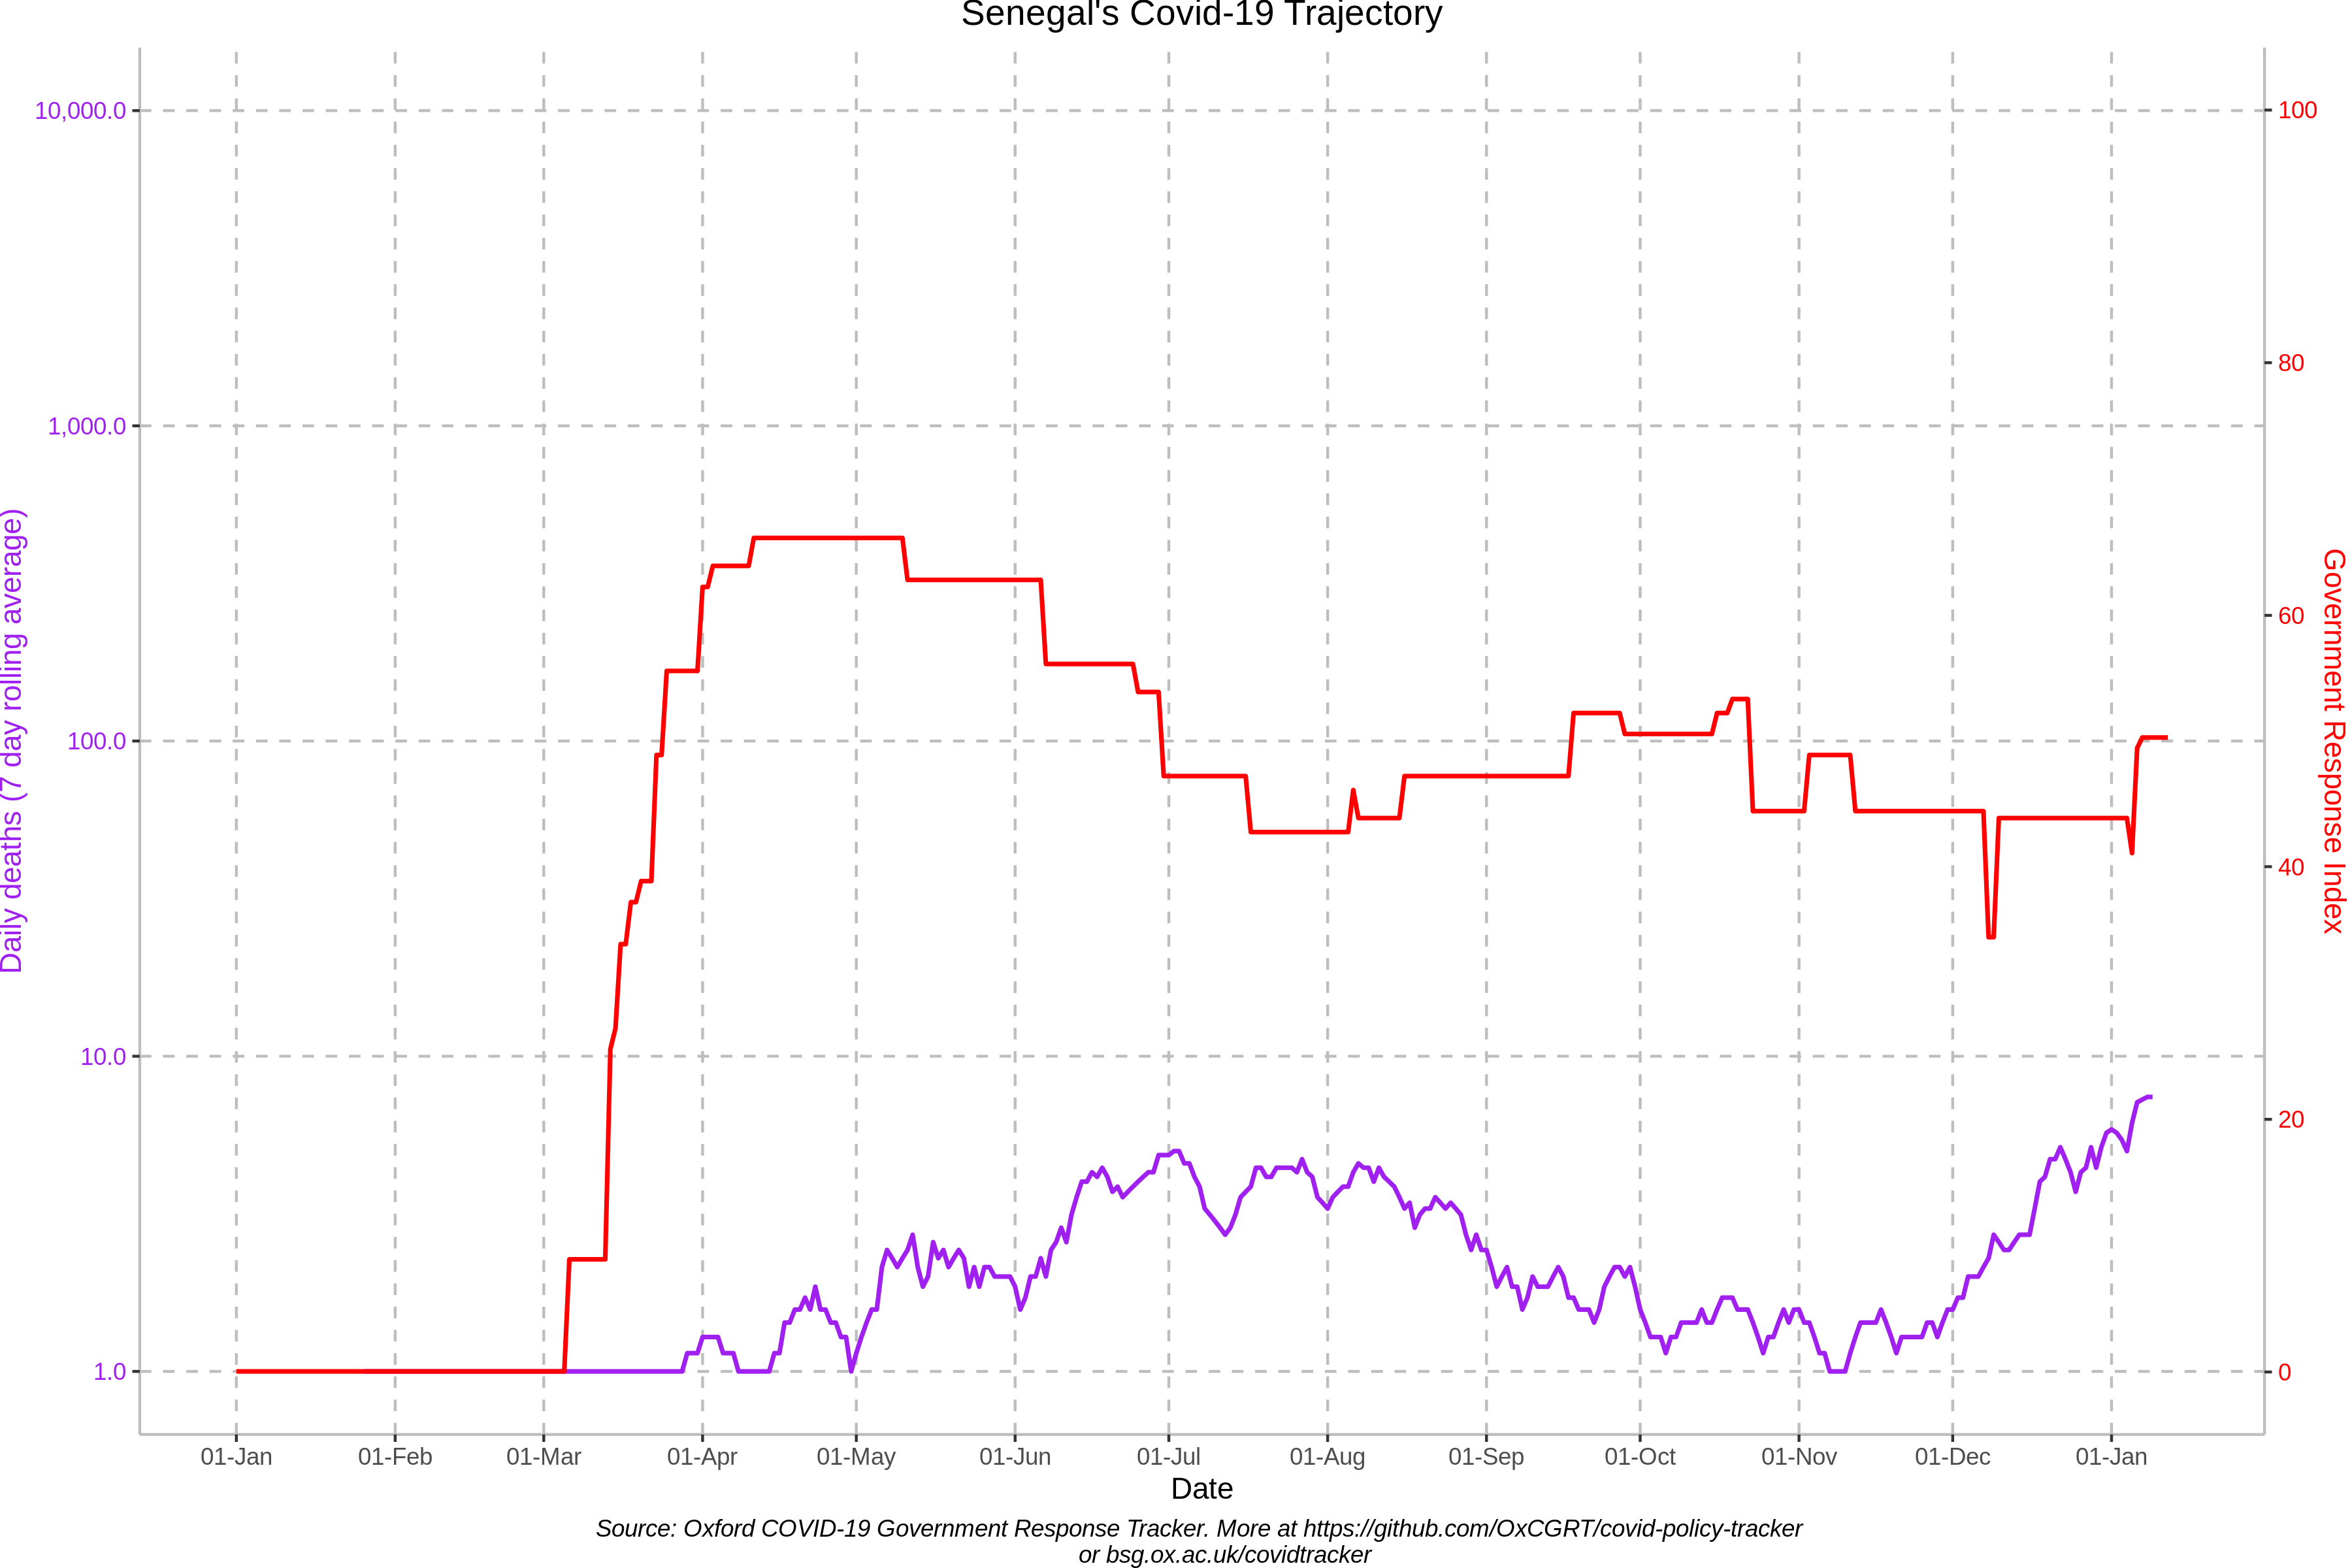 Senegal's Covid-19 Trajectory
10,000.0
1,000.0
100.0
10.0
1.0
Daily deaths (7 day rolling average)
100
80
60
40
20
0
Government Response Index
01-Jan 01-Feb 01-Mar 01-Apr 01-May 01-Jun 01-Jul 01-Aug 01-Sep 01-Oct 01-Nov 01-Dec 01-Jan
Date
Source: Oxford COVID-19 Government Response Tracker. More at https://github.com/OxCGRT/covid-policy-tracker
or bsg.ox.ac.uk/covidtracker